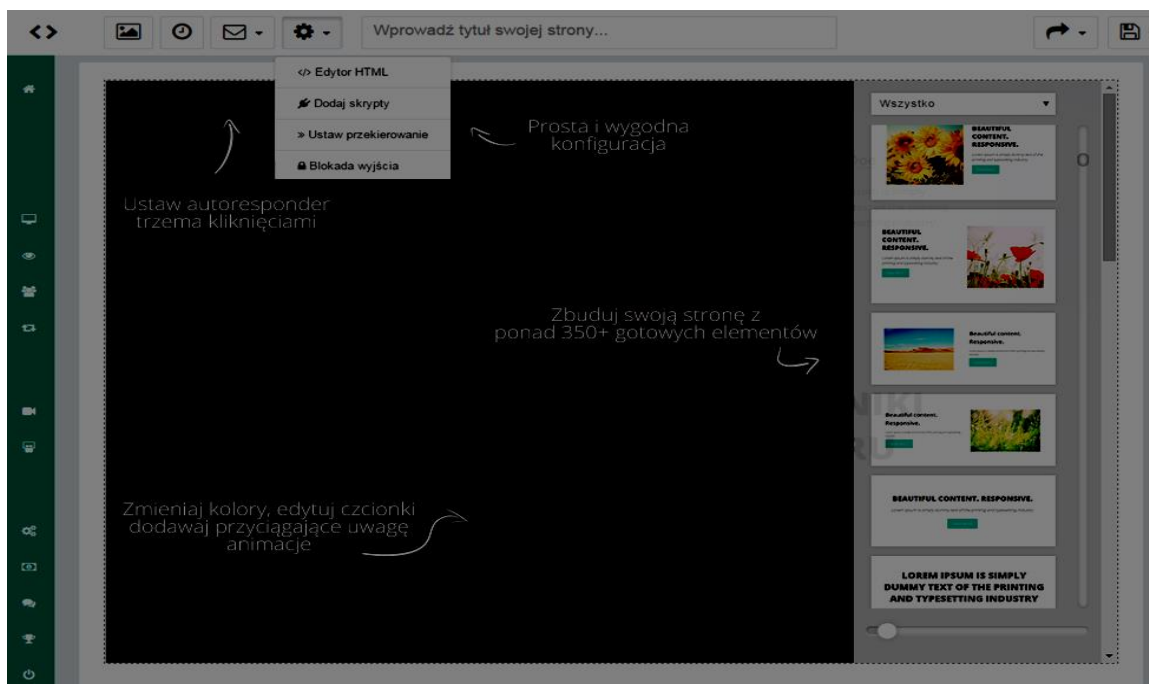 Wprowadź tytuł swojej strony...
</> Edytor HTML
Dodaj skrypty
» Ustaw przekierowanie
Blokada wyjścia
Prosta i wygodna
konfiguracja
Ustaw autoresponder
trzema kliknięciami
Zbuduj swoją stronę z
ponad 350+ gotowych elementów
Zmieniaj kolory, edytuj czcionki
dodawaj przyciągające uwagę
animacje
Wszystko
BEAUTIFUL
CONTENT.
RESPONSIVE.
BEAUTIFUL
CONTENT.
RESPONSIVE.
Beautiful content.
Responsive.
Beautiful content.
Responsive.
BEAUTIFUL CONTENT. RESPONSIVE.
LOREM IPSUM IS SIMPLY
DUMMY TEXT OF THE PRINTING
AND TYPESETTING INDUSTRY